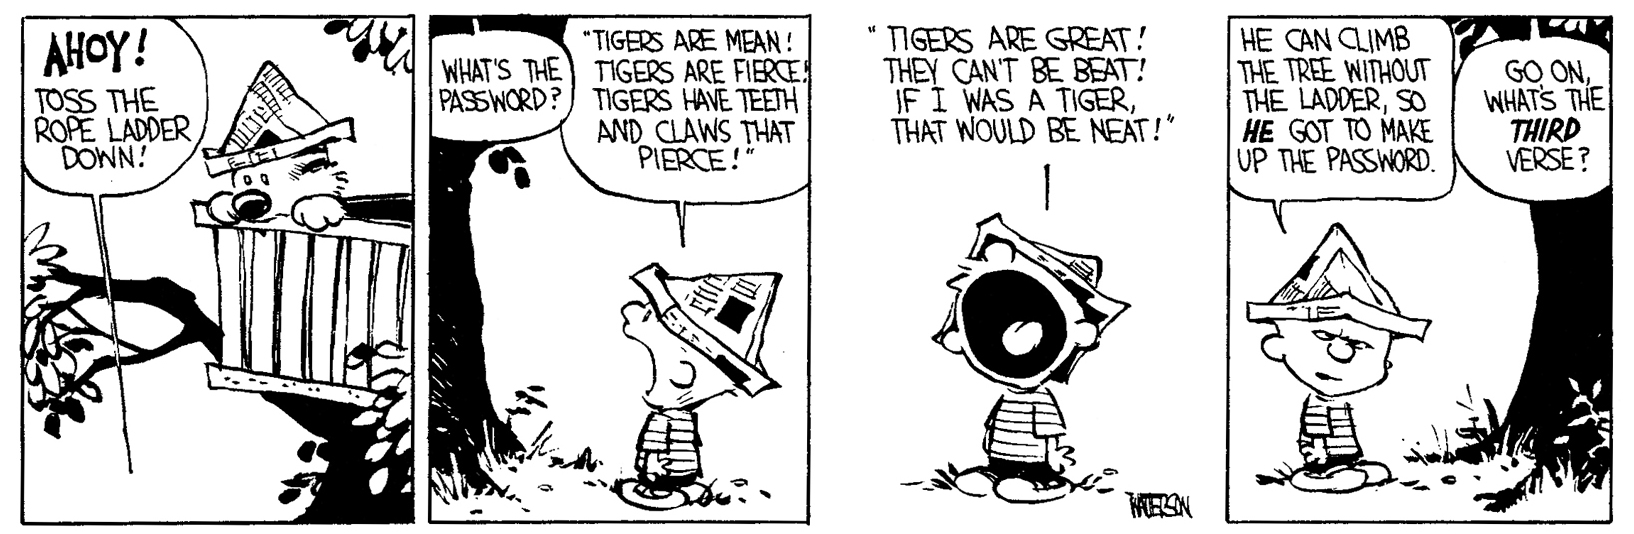 AHOY!
TOSS THE
ROPE LADDER
DOWN!
WHAT'S THE
PASSWORD?
"TIGERS ARE MEAN!
TIGERS ARE FIERCE!
TIGERS HAVE TEETH
AND CLAWS THAT
PIERCE!"
"TIGERS ARE GREAT!
THEY CAN'T BE BEAT!
IF I WAS A TIGER,
THAT WOULD BE NEAT!"
WATTERSON
HE CAN CLIMB
THE TREE WITHOUT
THE LADDER, SO
HE GOT TO MAKE
UP THE PASSWORD.
GO ON,
WHAT'S THE
THIRD
VERSE?